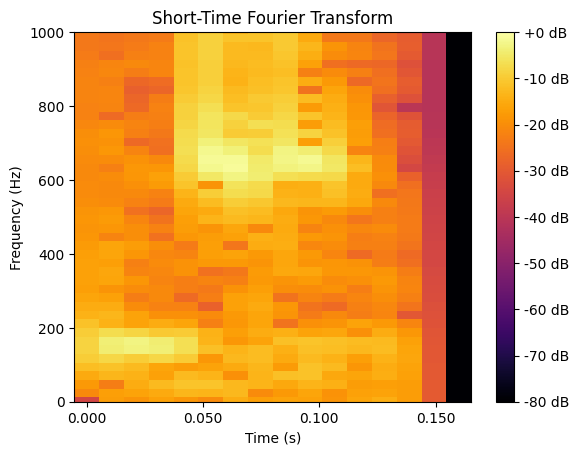 Short-Time Fourier Transform
1000
800
600
400
200
0
Frequency (Hz)
0.000
0.050
0.100
0.150
Time (s)
+0 dB
-10 dB
-20 dB
-30 dB
-40 dB
-50 dB
-60 dB
-70 dB
-80 dB